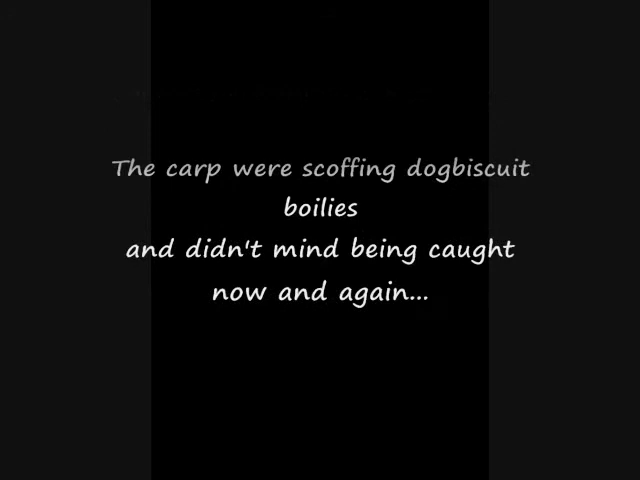 The carp were scoffing dogbiscuit
boilies
and didn't mind being caught
now and again...